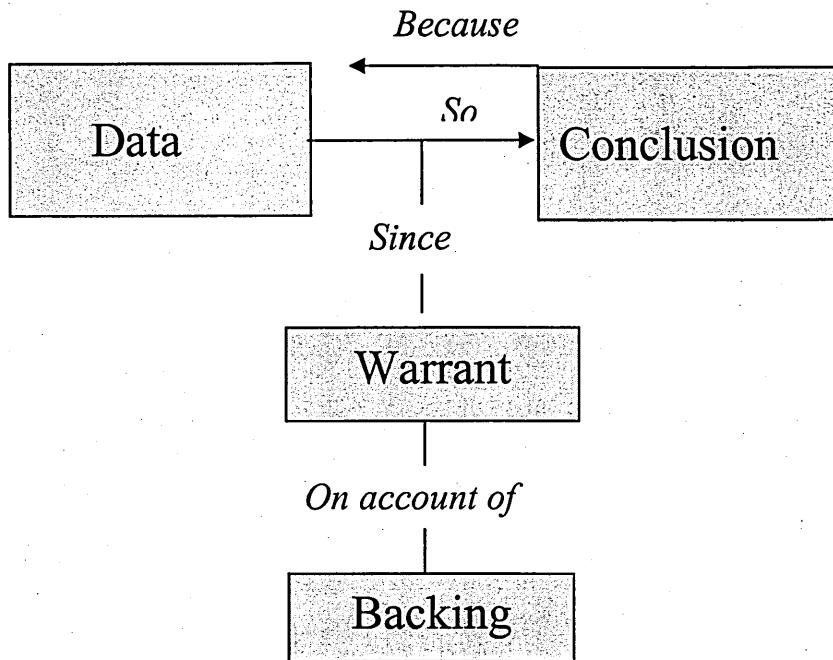 Because
So
Data
Conclusion
Since
Warrant
On account of
Backing